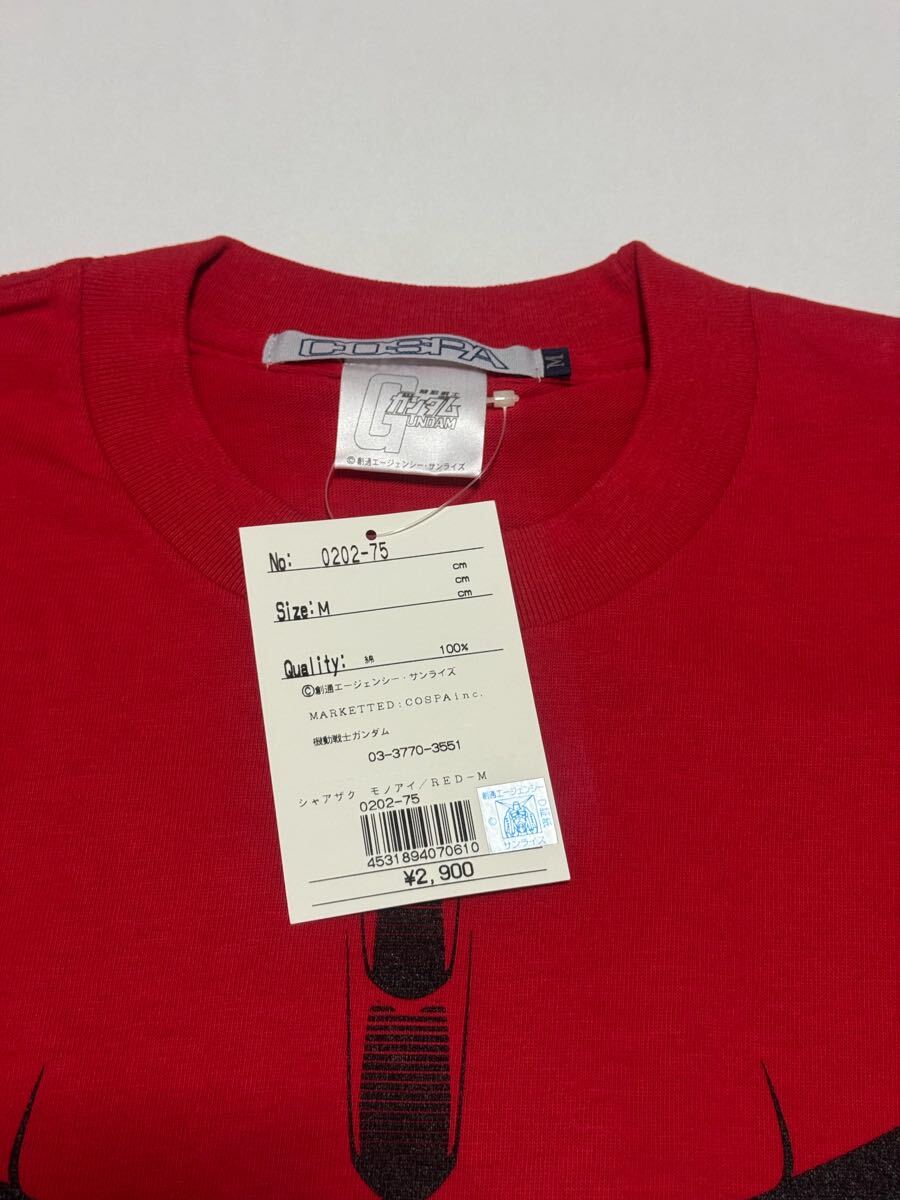 COSPA
M
機動戦士
ガンダム
GUNDAM
©創通エージェンシー・サンライズ
No: 0202-75
cm
cm
cm
Size:M
Quality: 綿 100%
©創通エージェンシー・サンライズ
MARKETTED:COSPAinc.
機動戦士ガンダム
03-3770-3551
シャアザク モノアイ/RED-M
0202-75
4531894070610
¥2,900
創通エージェンシー
©
サンライズ